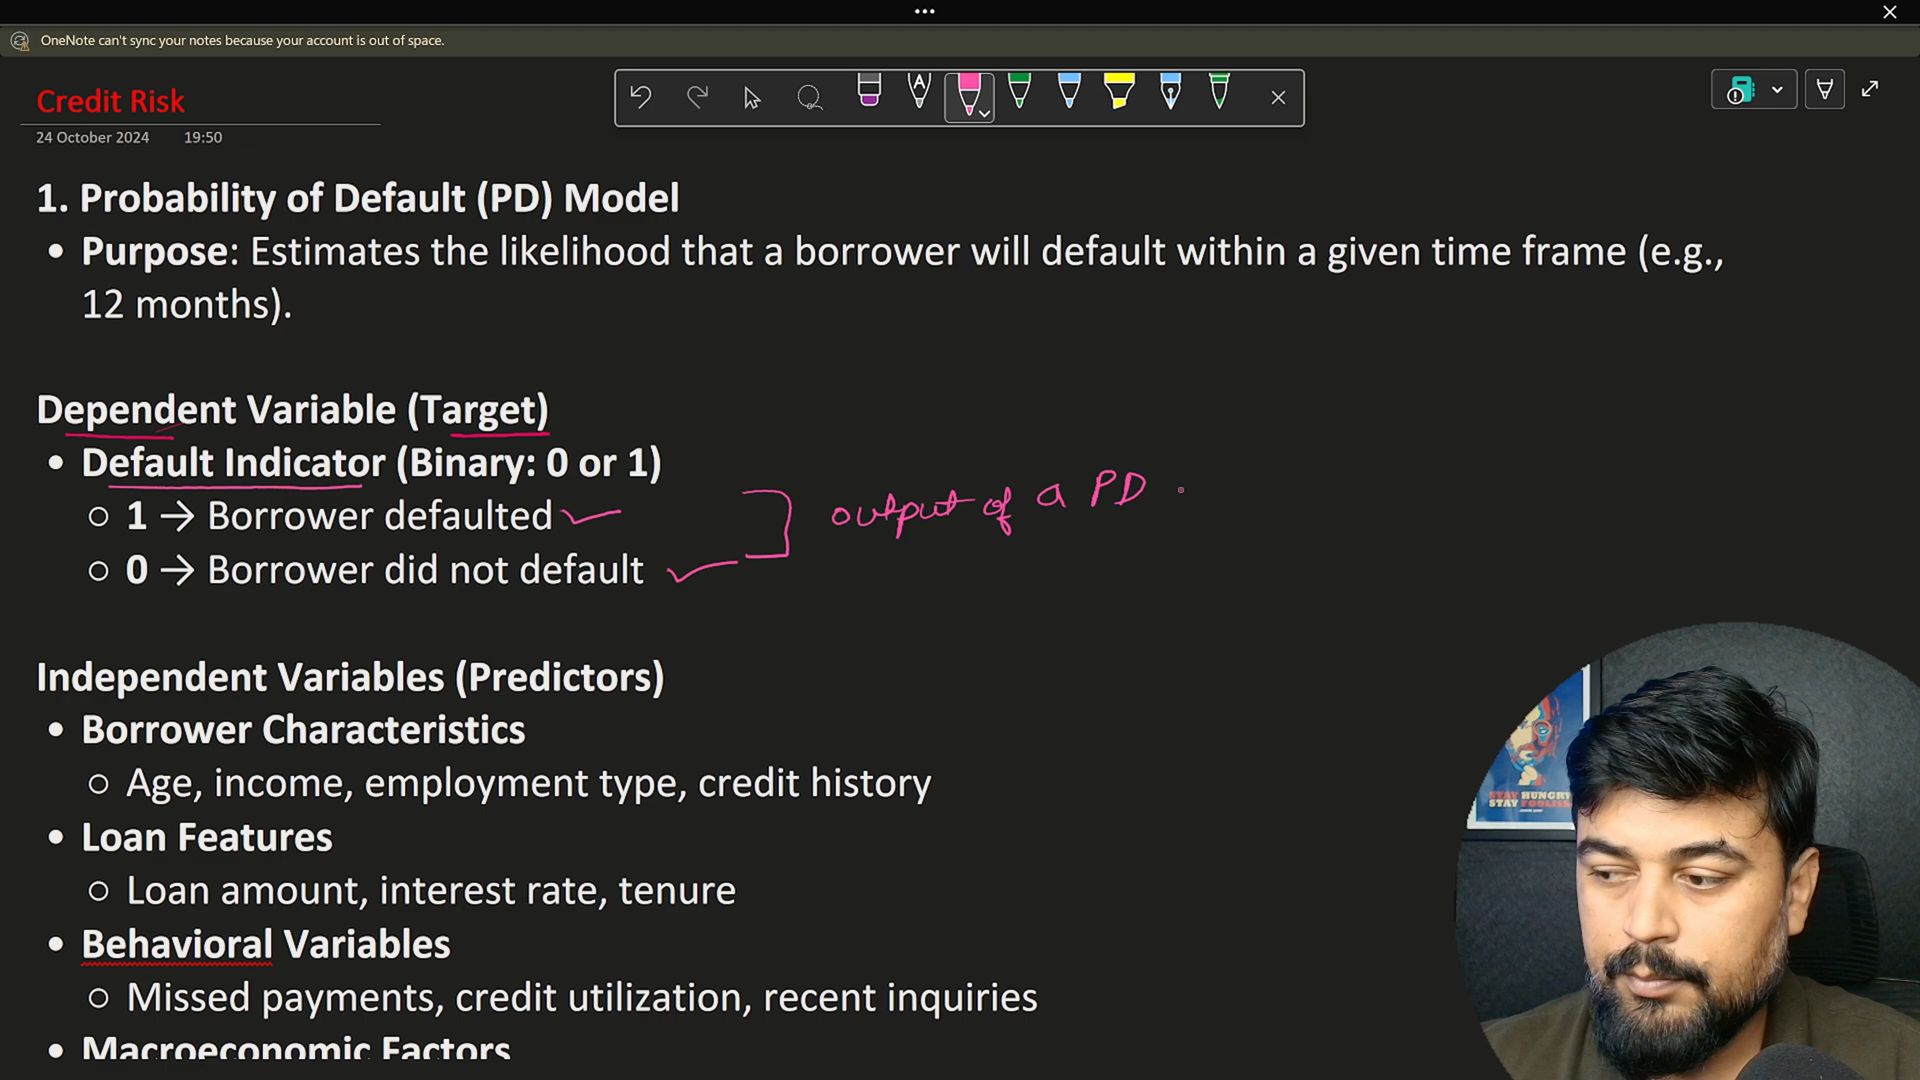 OneNote can't sync your notes because your account is out of space.
Credit Risk
24 October 2024 19:50
1. Probability of Default (PD) Model
• Purpose: Estimates the likelihood that a borrower will default within a given time frame (e.g.,
12 months).
Dependent Variable (Target)
• Default Indicator (Binary: 0 or 1)
○ 1 → Borrower defaulted
○ 0 → Borrower did not default
output of a PD
Independent Variables (Predictors)
• Borrower Characteristics
○ Age, income, employment type, credit history
• Loan Features
○ Loan amount, interest rate, tenure
• Behavioral Variables
○ Missed payments, credit utilization, recent inquiries
• Macroeconomic Factors
STAY HUNGRY
STAY FOOLISH